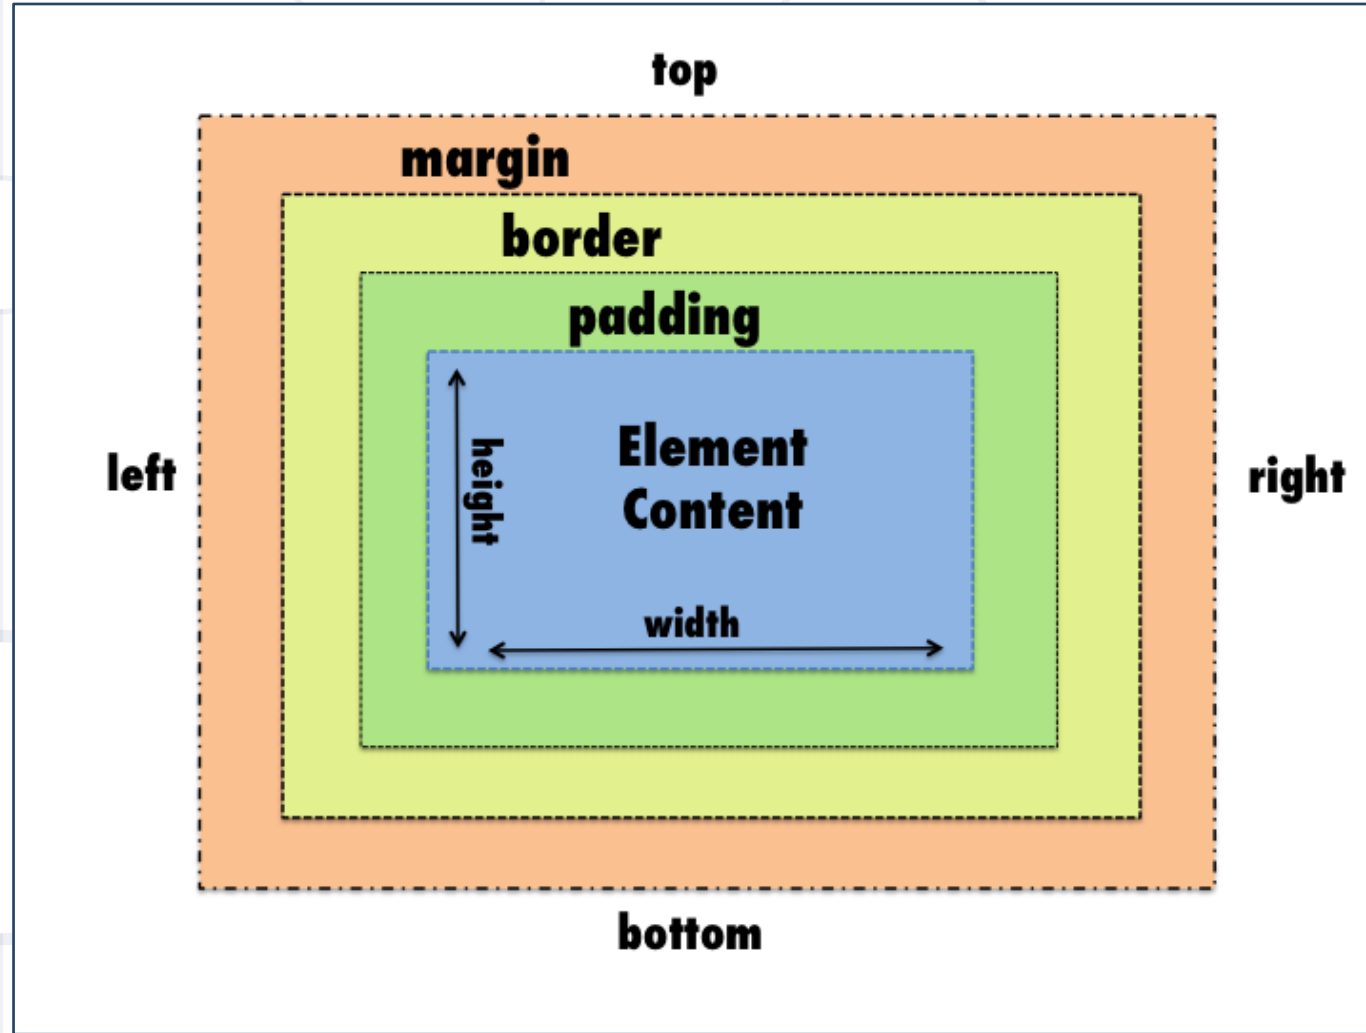 top
margin
border
padding
height
Element
Content
width
left
right
bottom